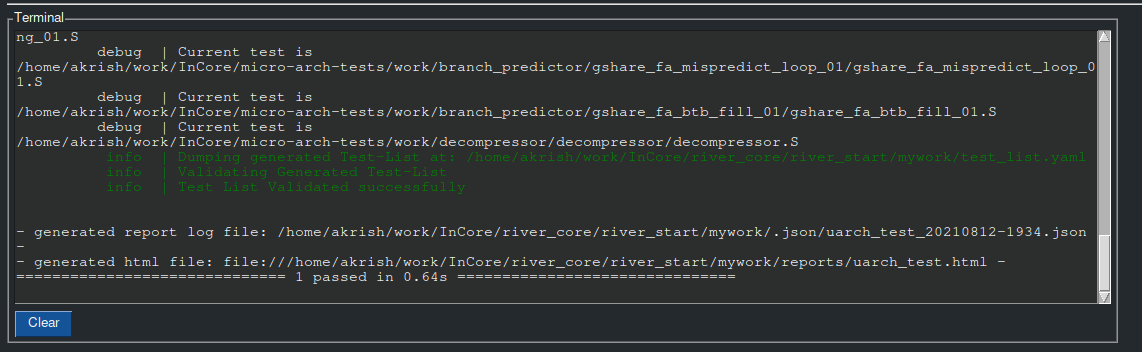 Terminal
ng_01.S
debug | Current test is
/home/akrish/work/InCore/micro-arch-tests/work/branch_predictor/gshare_fa_mispredict_loop_01/gshare_fa_mispredict_loop_0
1.S
debug | Current test is
/home/akrish/work/InCore/micro-arch-tests/work/branch_predictor/gshare_fa_btb_fill_01/gshare_fa_btb_fill_01.S
debug | Current test is
/home/akrish/work/InCore/micro-arch-tests/work/decompressor/decompressor/decompressor.S
info | Dumping generated Test-List at: /home/akrish/work/InCore/river_core/river_start/mywork/test_list.yaml
info | Validating Generated Test-List
info | Test List Validated successfully
- generated report log file: /home/akrish/work/InCore/river_core/river_start/mywork/.json/uarch_test_20210812-1934.json
-
- generated html file: file:///home/akrish/work/InCore/river_core/river_start/mywork/reports/uarch_test.html -
============================== 1 passed in 0.64s ===============================
Clear